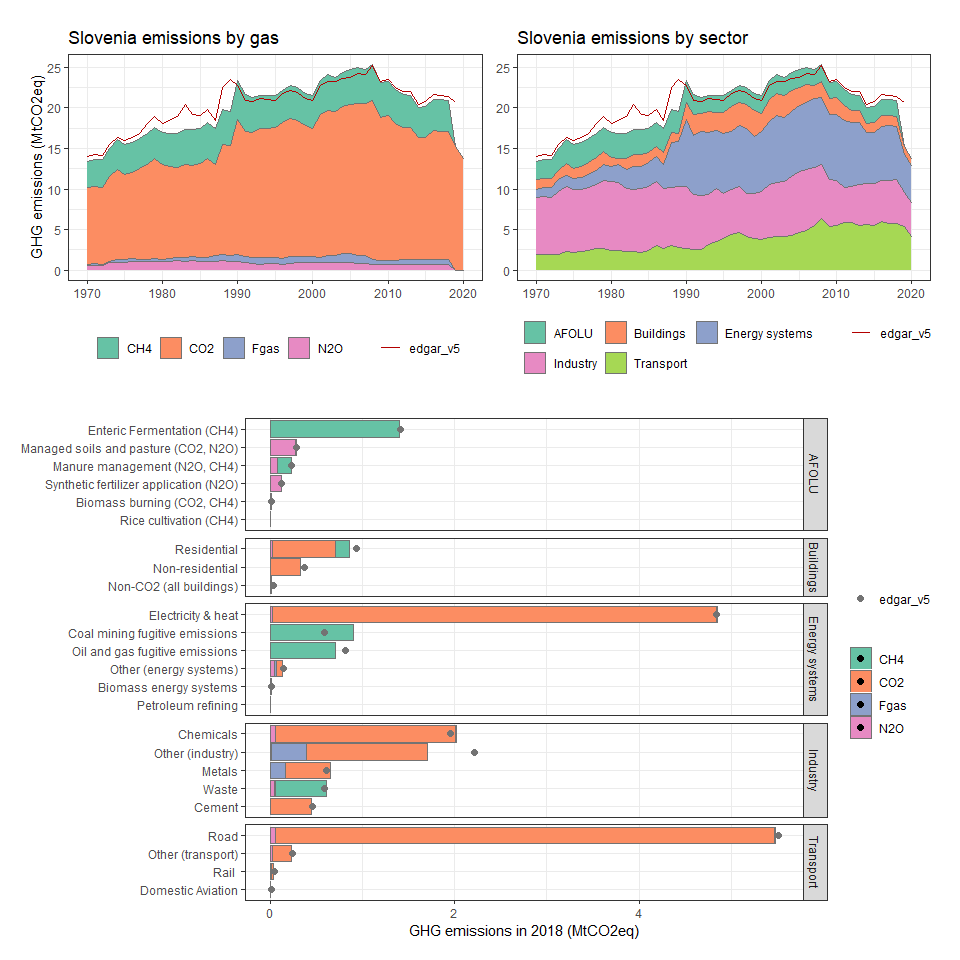 Slovenia emissions by gas
GHG emissions (MtCO2eq)
25
20
15
10
5
0
1970 1980 1990 2000 2010 2020
CH4 CO2 Fgas N2O edgar_v5
Slovenia emissions by sector
25
20
15
10
5
0
1970 1980 1990 2000 2010 2020
AFOLU Buildings Energy systems edgar_v5
Industry Transport
Enteric Fermentation (CH4)
Managed soils and pasture (CO2, N2O)
Manure management (N2O, CH4)
Synthetic fertilizer application (N2O)
Biomass burning (CO2, CH4)
Rice cultivation (CH4)
AFOLU
Residential
Non-residential
Non-CO2 (all buildings)
Buildings
Electricity & heat
Coal mining fugitive emissions
Oil and gas fugitive emissions
Other (energy systems)
Biomass energy systems
Petroleum refining
Energy systems
Chemicals
Other (industry)
Metals
Waste
Cement
Industry
Road
Other (transport)
Rail
Domestic Aviation
Transport
0 2 4
GHG emissions in 2018 (MtCO2eq)
edgar_v5
CH4
CO2
Fgas
N2O